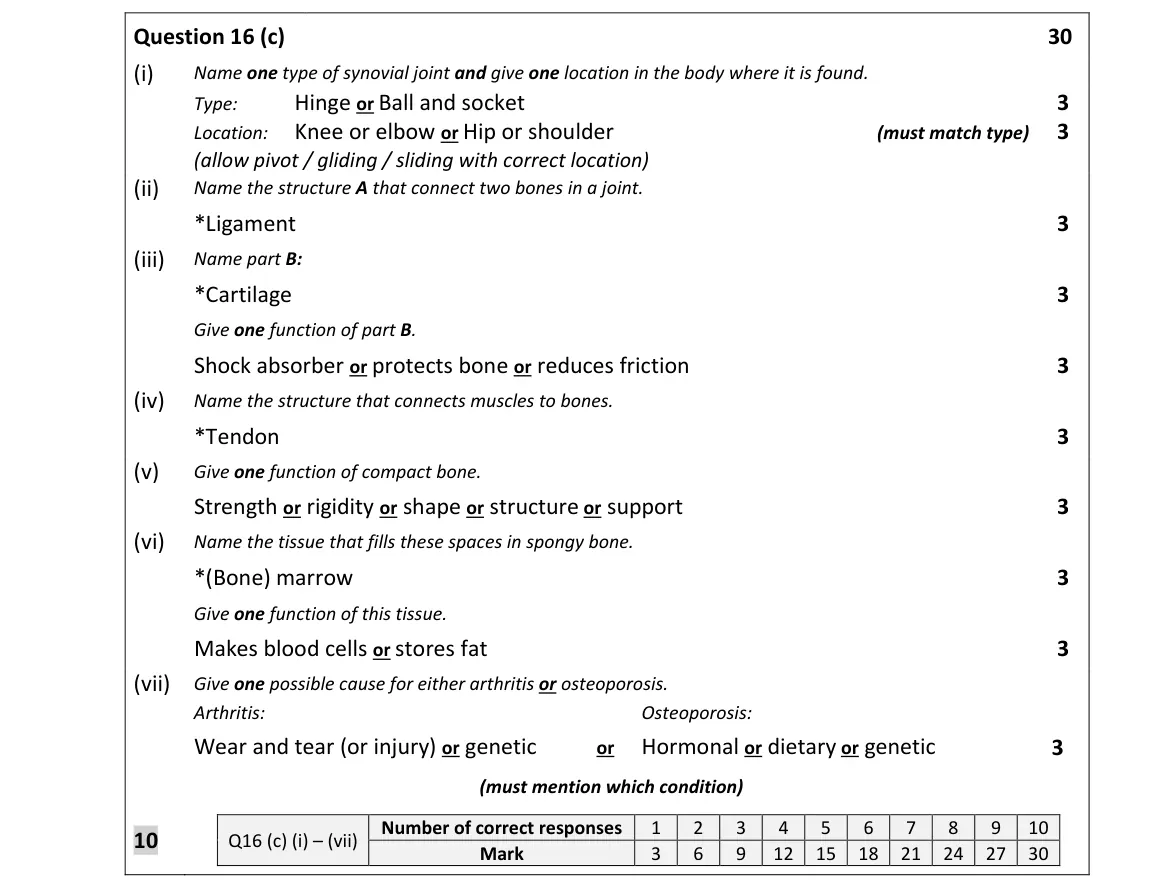 Question 16 (c) 30
(i) Name one type of synovial joint and give one location in the body where it is found.
Type: Hinge or Ball and socket 3
Location: Knee or elbow or Hip or shoulder (must match type) 3
(allow pivot / gliding / sliding with correct location)
(ii) Name the structure A that connect two bones in a joint.
*Ligament 3
(iii) Name part B:
*Cartilage 3
Give one function of part B.
Shock absorber or protects bone or reduces friction 3
(iv) Name the structure that connects muscles to bones.
*Tendon 3
(v) Give one function of compact bone.
Strength or rigidity or shape or structure or support 3
(vi) Name the tissue that fills these spaces in spongy bone.
*(Bone) marrow 3
Give one function of this tissue.
Makes blood cells or stores fat 3
(vii) Give one possible cause for either arthritis or osteoporosis.
Arthritis: Osteoporosis:
Wear and tear (or injury) or genetic or Hormonal or dietary or genetic 3
(must mention which condition)
10 Q16 (c) (i) – (vii) Number of correct responses 1 2 3 4 5 6 7 8 9 10
Mark 3 6 9 12 15 18 21 24 27 30